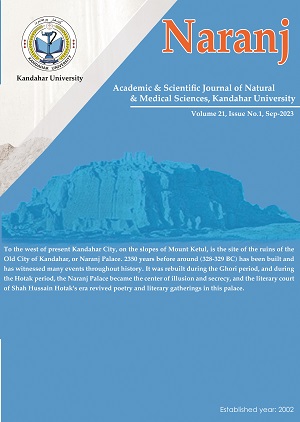 Naranj
KANDAHAR UNIVERSITY
Kandahar University
Academic & Scientific Journal of Natural
& Medical Sciences, Kandahar University
Volume 21, Issue No.1, Sep-2023
To the west of present Kandahar City, on the slopes of Mount Ketul, is the site of the ruins of the
Old City of Kandahar, or Naranj Palace. 2350 years before around (328-329 BC) has been built and
has witnessed many events throughout history. It was rebuilt during the Ghori period, and during
the Hotak period, the Naranj Palace became the center of illusion and secrecy, and the literary court
of Shah Hussain Hotak's era revived poetry and literary gatherings in this palace.
Established year: 2002